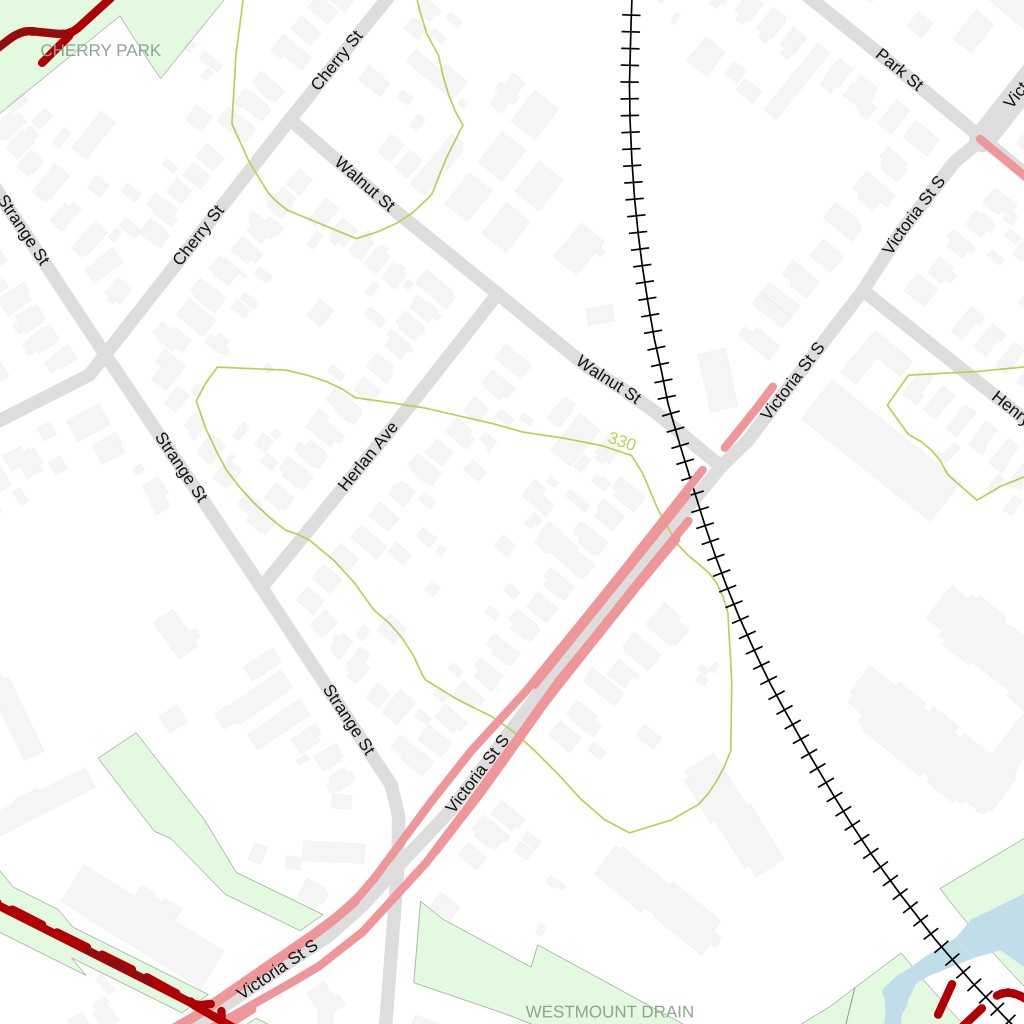 CHERRY PARK
Cherry St
Park St
Vict
Walnut St
Strange St
Cherry St
Victoria St S
Walnut St
Victoria St S
Henry
Herlan Ave
330
Strange St
Strange St
Victoria St S
Victoria St S
WESTMOUNT DRAIN